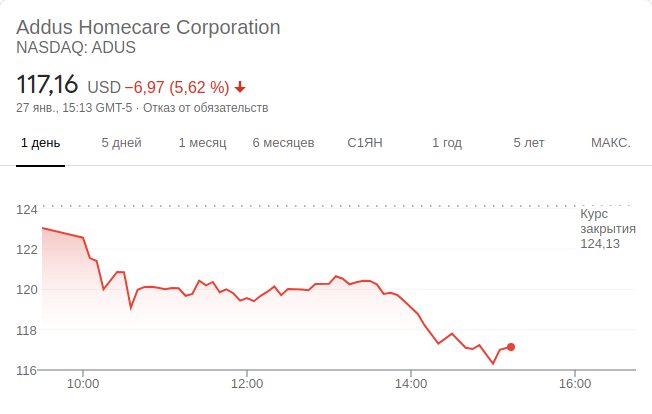 Addus Homecare Corporation
NASDAQ: ADUS
117,16 USD −6,97 (5,62 %)
27 янв., 15:13 GMT-5 · Отказ от обязательств
1 день 5 дней 1 месяц 6 месяцев С1ЯН 1 год 5 лет МАКС.
124
Курс
закрытия
124,13
122
120
118
116
10:00 12:00 14:00 16:00